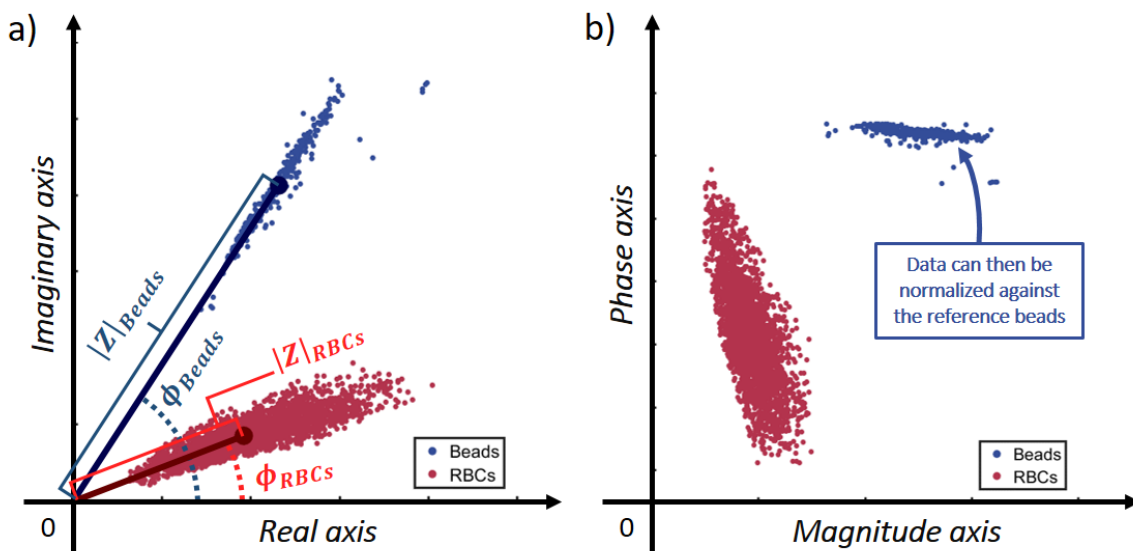 a)
Imaginary axis
|Z|Beads
ϕBeads
|Z|RBCs
ϕRBCs
Beads
RBCs
0
Real axis
b)
Phase axis
Data can then be
normalized against
the reference beads
Beads
RBCs
0
Magnitude axis